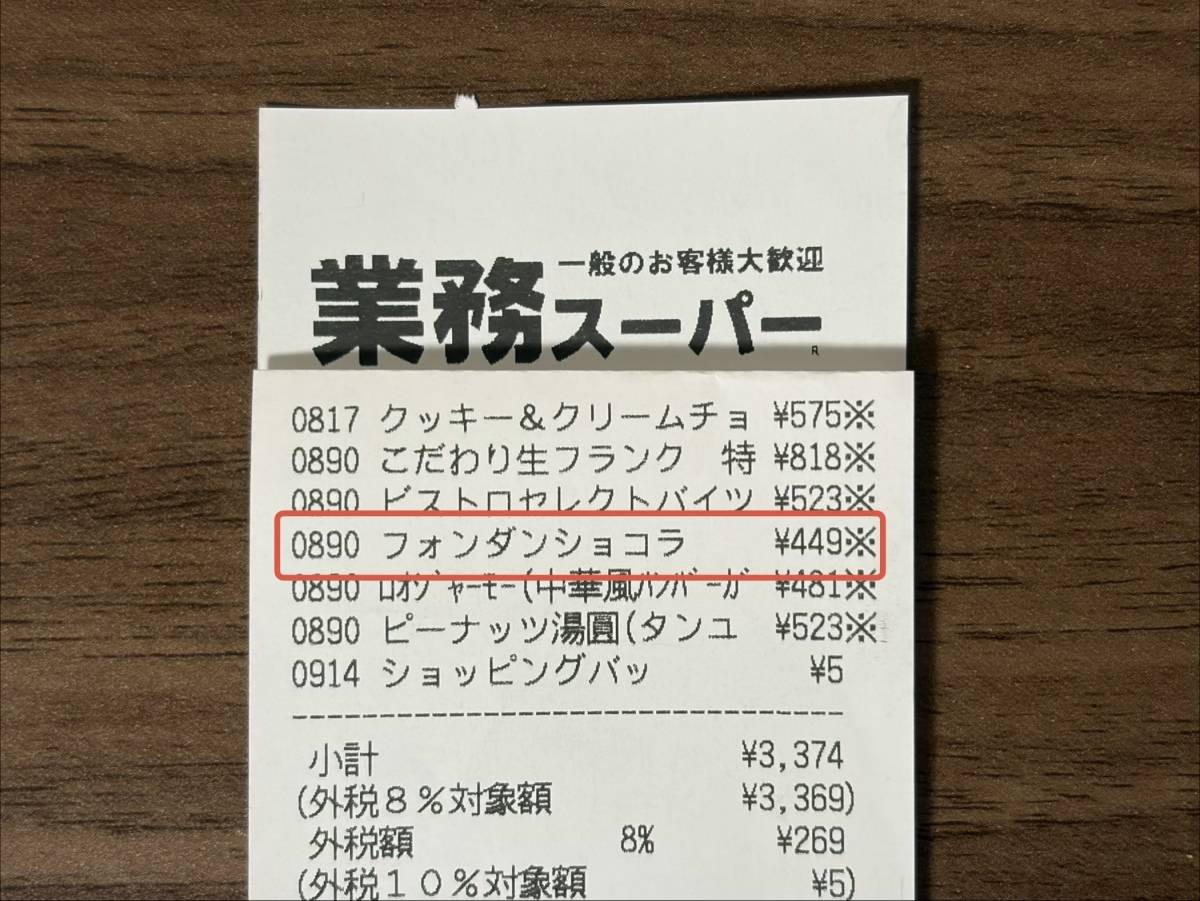 一般のお客様大歓迎
業務スーパー
R
0817 クッキー&クリームチョ ¥575※
0890 こだわり生フランク 特 ¥818※
0890 ビストロセレクトバイツ ¥523※
0890 フォンダンショコラ ¥449※
0890 ﾛｵｼﾞｬｰﾓｰ(中華風ﾊﾝﾊﾞｰｶﾞ ¥481※
0890 ピーナッツ湯圓(タンユ ¥523※
0914 ショッピングバッ ¥5
小計 ¥3,374
(外税8%対象額 ¥3,369)
外税額 8% ¥269
(外税10%対象額 ¥5)